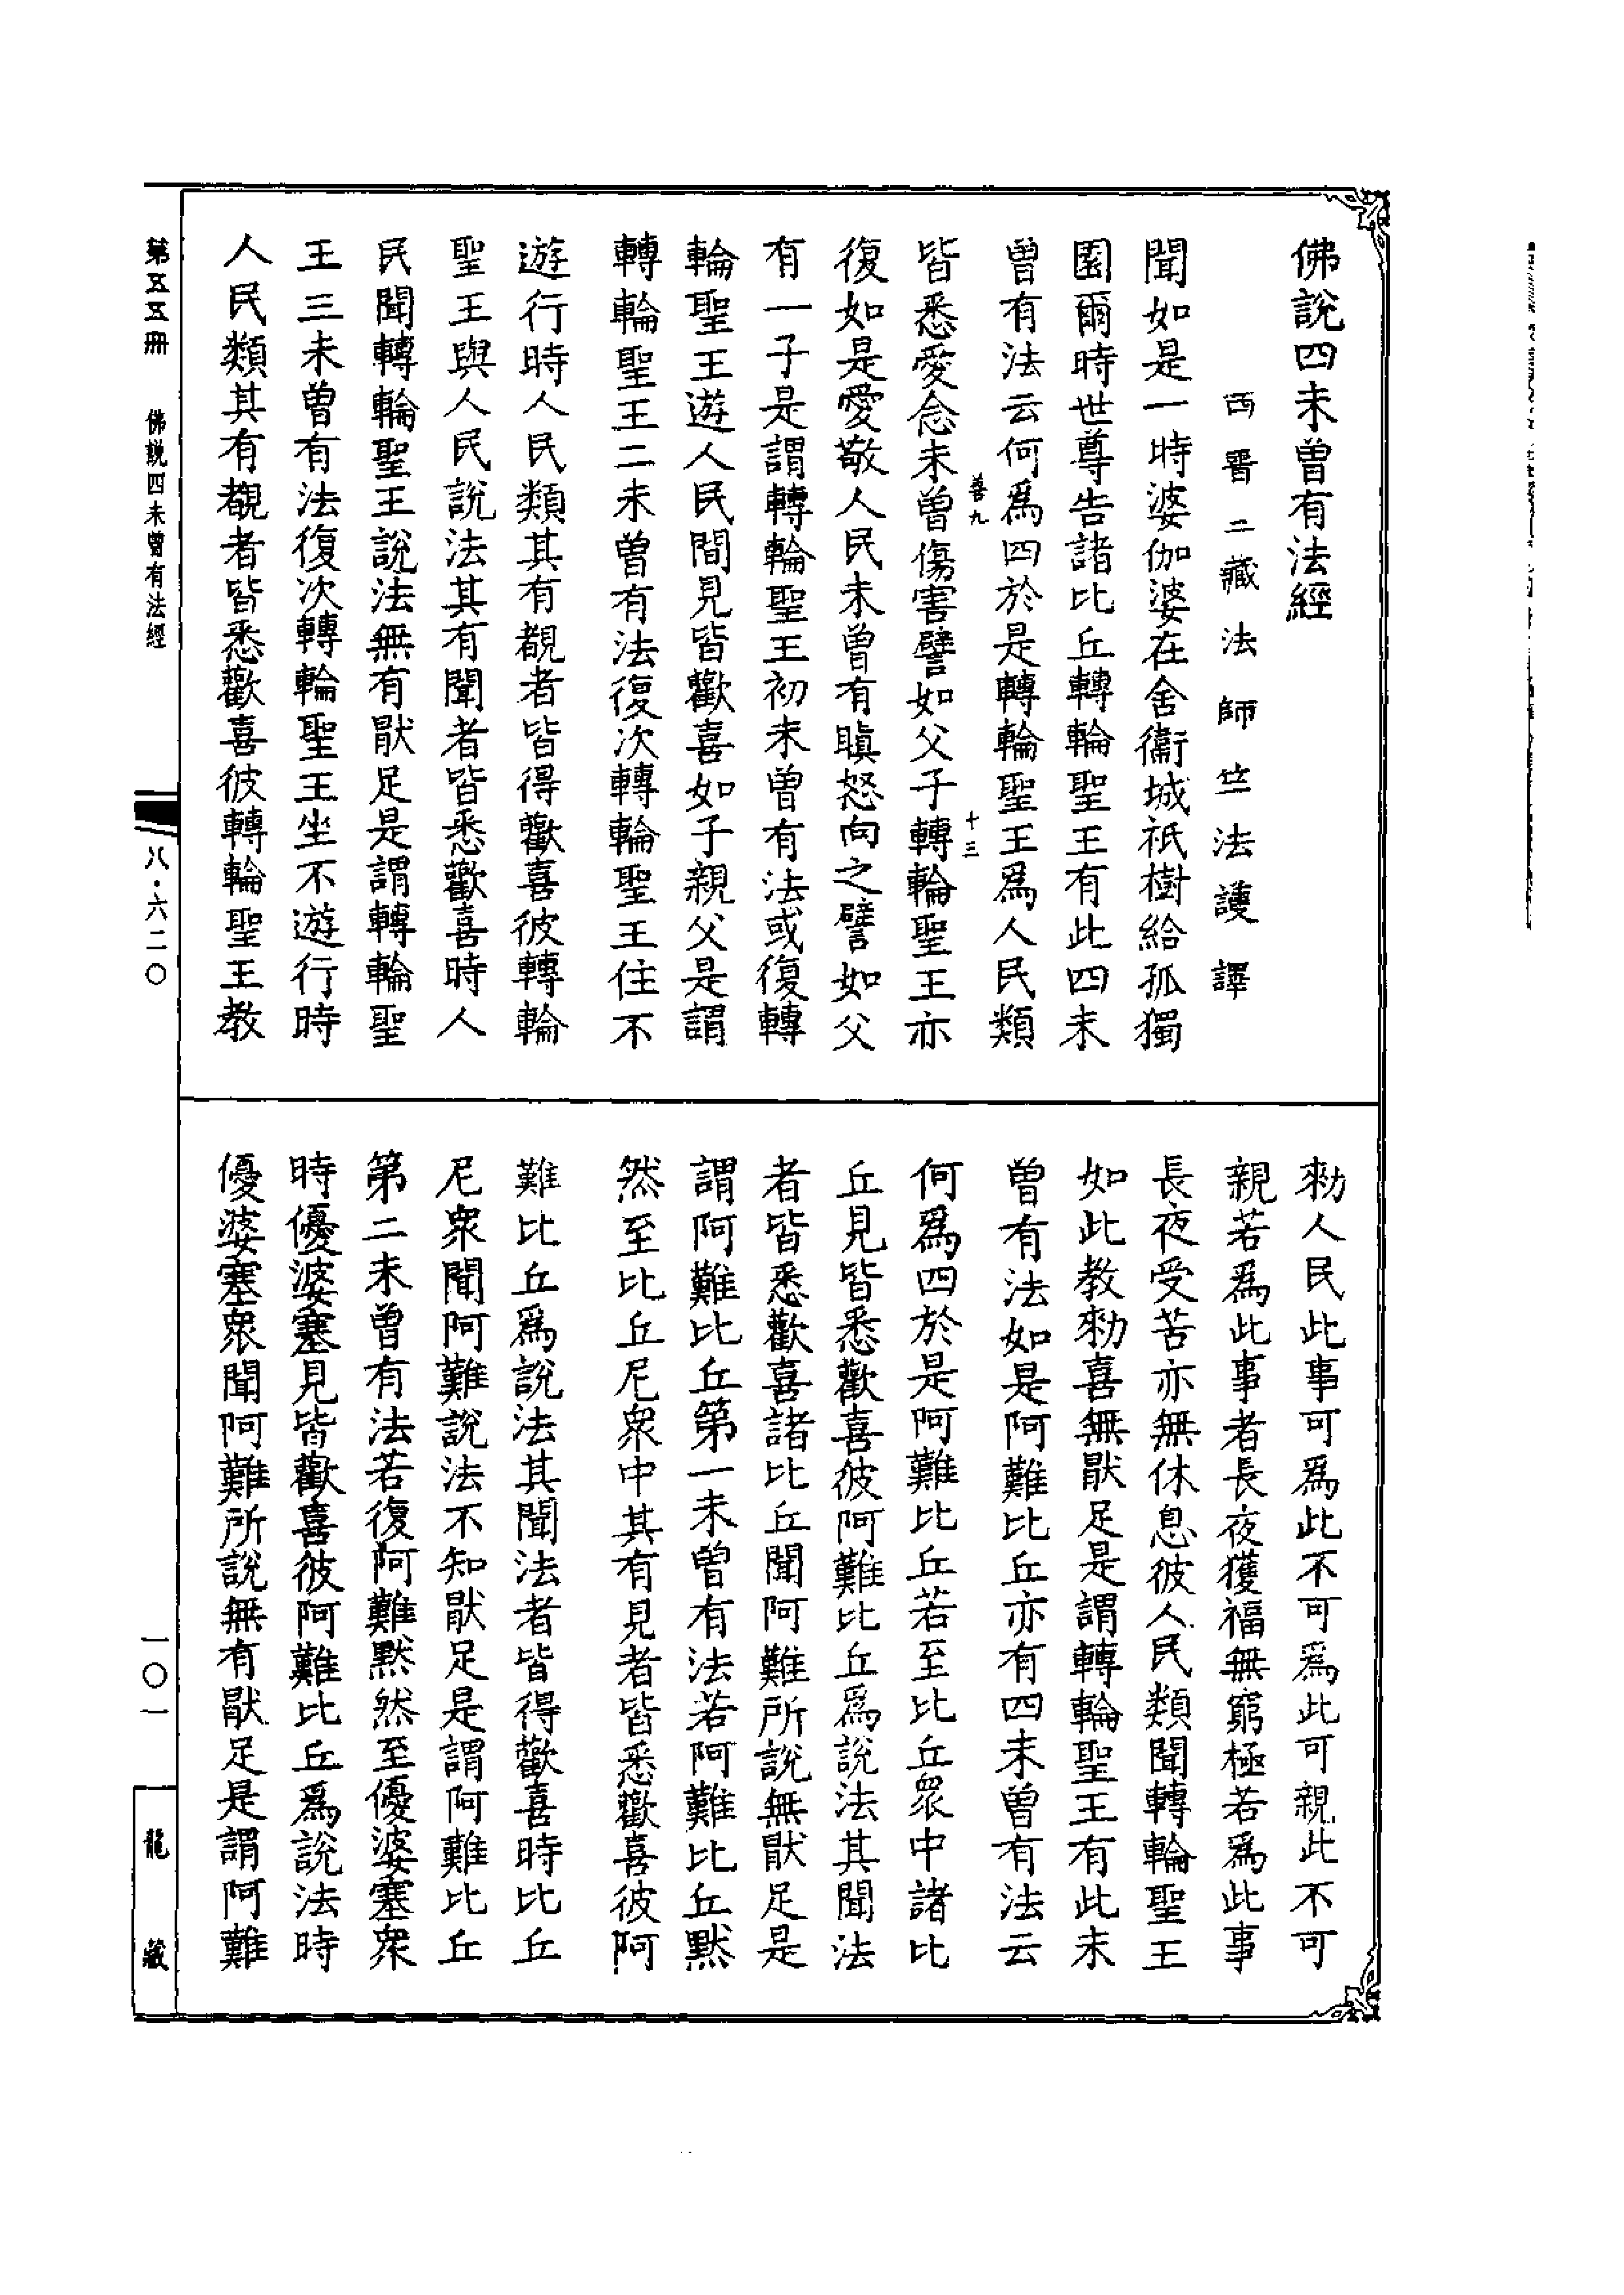 佛說四未曾有法經
西晉三藏法師竺法護譯
聞如是一時婆伽婆在舍衞城祇樹給孤獨
園爾時世尊告諸比丘轉輪聖王有此四未
曾有法云何爲四於是轉輪聖王爲人民類
善九
十三
皆悉愛念未曾傷害譬如父子轉輪聖王亦
復如是愛敬人民未曾有瞋怒向之譬如父
有一子是謂轉輪聖王初未曾有法或復轉
輪聖王遊人民間見皆歡喜如子親父是謂
轉輪聖王二未曾有法復次轉輪聖王住不
遊行時人民類其有覩者皆得歡喜彼轉輪
聖王與人民說法其有聞者皆悉歡喜時人
民聞轉輪聖王說法無有猒足是謂轉輪聖
王三未曾有法復次轉輪聖王坐不遊行時
人民類其有覩者皆悉歡喜彼轉輪聖王教
勑人民此事可爲此不可爲此可親此不可
親若爲此事者長夜獲福無窮極若爲此事
長夜受苦亦無休息彼人民類聞轉輪聖王
如此教勑喜無猒足是謂轉輪聖王有此未
曾有法如是阿難比丘亦有四未曾有法云
何爲四於是阿難比丘若至比丘衆中諸比
丘見皆悉歡喜彼阿難比丘爲說法其聞法
者皆悉歡喜諸比丘聞阿難所說無猒足是
謂阿難比丘第一未曾有法若阿難比丘默
然至比丘尼衆中其有見者皆悉歡喜彼阿
難比丘爲說法其聞法者皆得歡喜時比丘
尼衆聞阿難說法不知猒足是謂阿難比丘
第二未曾有法若復阿難默然至優婆塞衆
時優婆塞見皆歡喜彼阿難比丘爲說法時
優婆塞衆聞阿難所說無有猒足是謂阿難
第五五冊 佛說四未曾有法經
八·六二〇
一〇一
龍藏